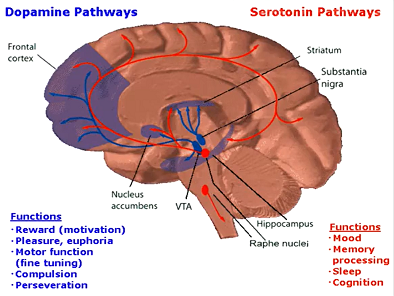 Dopamine Pathways
Serotonin Pathways
Frontal
cortex
Striatum
Substantia
nigra
Nucleus
accumbens
VTA
Hippocampus
Raphe nuclei
Functions
·Reward (motivation)
·Pleasure, euphoria
·Motor function
(fine tuning)
·Compulsion
·Perseveration
Functions
·Mood
·Memory
processing
·Sleep
·Cognition